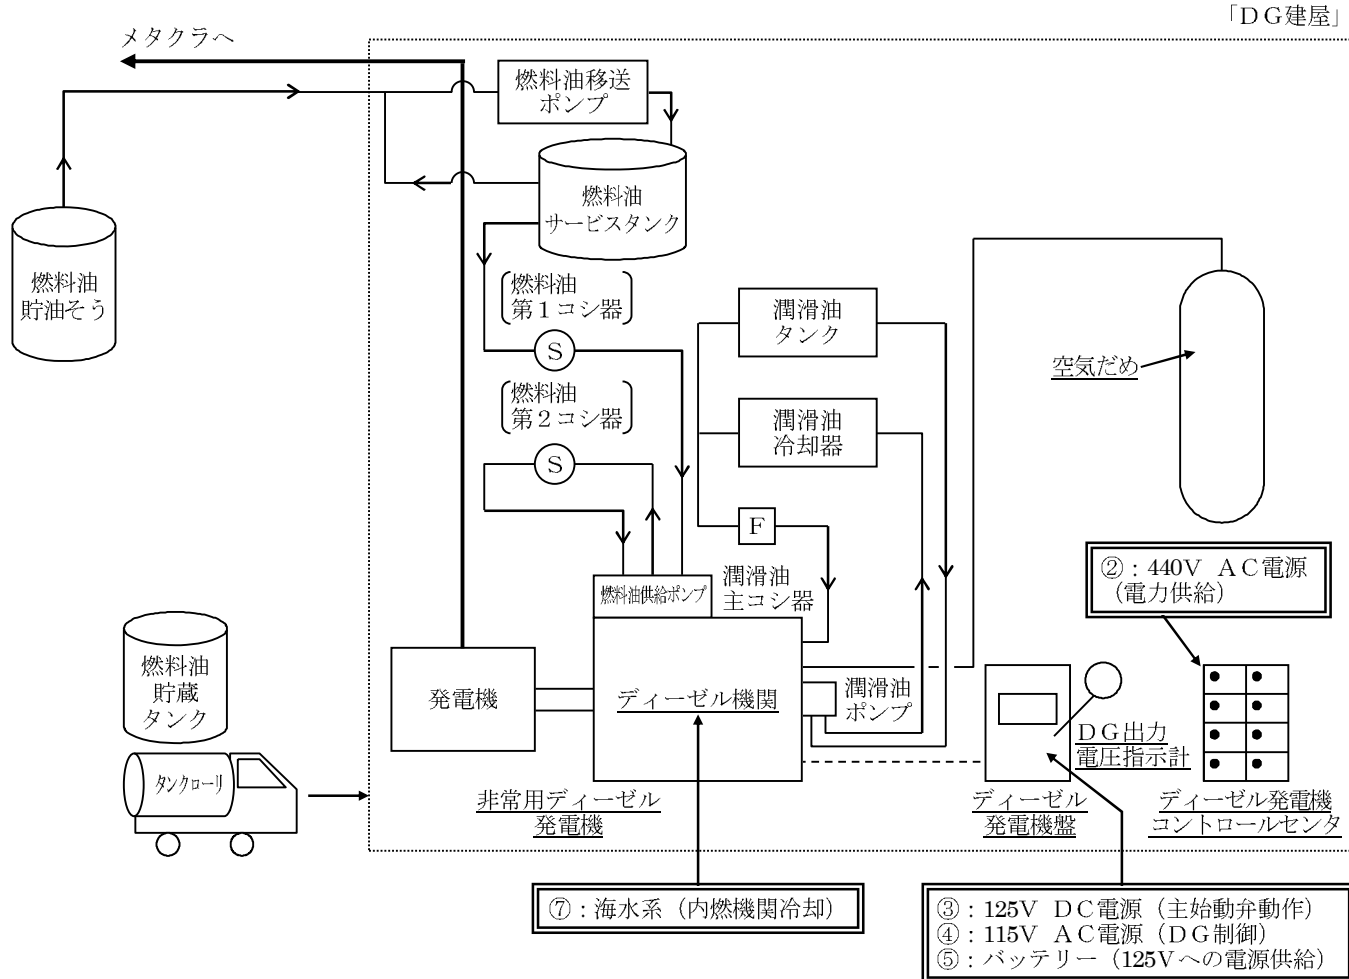 「ＤＧ建屋」
メタクラへ
燃料油移送
ポンプ
燃料油
サービスタンク
燃料油
貯油そう
燃料油
第１コシ器
S
燃料油
第２コシ器
S
潤滑油
タンク
潤滑油
冷却器
F
空気だめ
②：440V ＡＣ電源
（電力供給）
燃料油供給ポンプ
潤滑油
主コシ器
燃料油
貯蔵
タンク
発電機
ディーゼル機関
潤滑油
ポンプ
ＤＧ出力
電圧指示計
タンクローリ
非常用ディーゼル
発電機
ディーゼル
発電機盤
ディーゼル発電機
コントロールセンタ
⑦：海水系（内燃機関冷却）
③：125V ＤＣ電源（主始動弁動作）
④：115V ＡＣ電源（ＤＧ制御）
⑤：バッテリー（125Vへの電源供給）